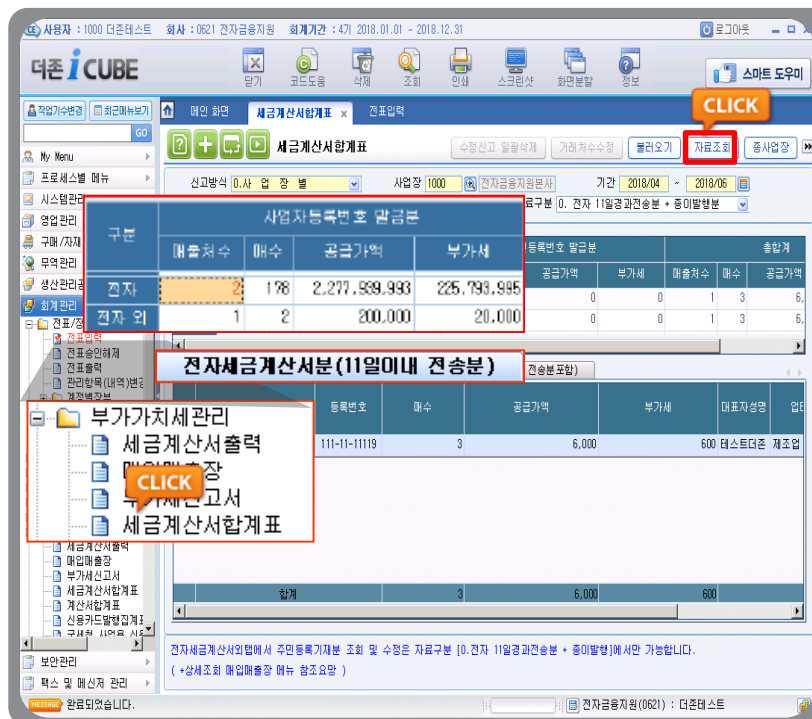 사용자 : 1000 더존테스트 회사 : 0621 전자금융지원 회계기간 : 4기 2018.01.01 ~ 2018.12.31 로그아웃
더존 iCUBE
닫기 코드도움 삭제 조회 인쇄 스크린샷 화면분할 정보 스마트 도우미
작업기수변경 최근메뉴보기 메인 화면 세금계산서합계표 x 전표입력
CLICK
GO
세금계산서합계표 수정신고 일괄삭제 거래처수수정 불러오기 자료조회 종사업장
My Menu
프로세스별 메뉴
신고방식 0.사 업 장 별 사업장 1000 전자금융지원본사 기간 2018/04 ~ 2018/06
시스템관리
료구분 0. 전자 11일경과전송분 + 종이발행분
영업관리
구매/자재
무역관리
생산관리공
회계관리
구분 사업자등록번호 발급분
매출처수 매수 공급가액 부가세
전자 2 178 2,277,939,993 225,793,995
전자 외 1 2 200,000 20,000
등록번호 발급분 총합계
공급가액 부가세 매출처수 매수 공급가액
0 0 1 3 6,
0 0 1 3 6,
전표/장
전표입력
전표승인해제
전표출력
관리항목(내역)변경
계정별장부
전자세금계산서분(11일이내 전송분)
전송분포함)
등록번호 매수 공급가액 부가세 대표자성명 업태
111-11-11119 3 6,000 600 테스트더존 제조업
부가가치세관리
세금계산서출력
매입매출장
CLICK
부가세신고서
세금계산서합계표
세금계산서출력
매입매출장
부가세신고서
세금계산서합계표
계산서합계표
신용카드발행집계표
합계 3 6,000 600
전자세금계산서외탭에서 주민등록기재분 조회 및 수정은 자료구분 [0.전자 11일경과전송분 + 종이발행]에서만 가능합니다.
( +상세조회 매입매출장 메뉴 참조요망 )
보안관리
팩스 및 메신저 관리
MESSAGE 완료되었습니다. 전자금융지원(0621) : 더존테스트